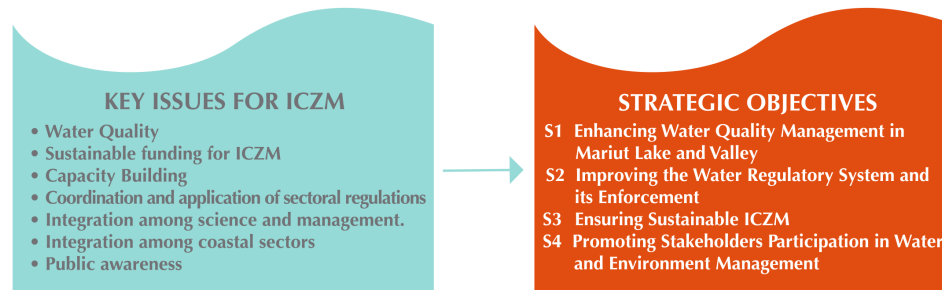 KEY ISSUES FOR ICZM
• Water Quality
• Sustainable funding for ICZM
• Capacity Building
• Coordination and application of sectoral regulations
• Integration among science and management.
• Integration among coastal sectors
• Public awareness
STRATEGIC OBJECTIVES
S1 Enhancing Water Quality Management in
Mariut Lake and Valley
S2 Improving the Water Regulatory System and
its Enforcement
S3 Ensuring Sustainable ICZM
S4 Promoting Stakeholders Participation in Water
and Environment Management